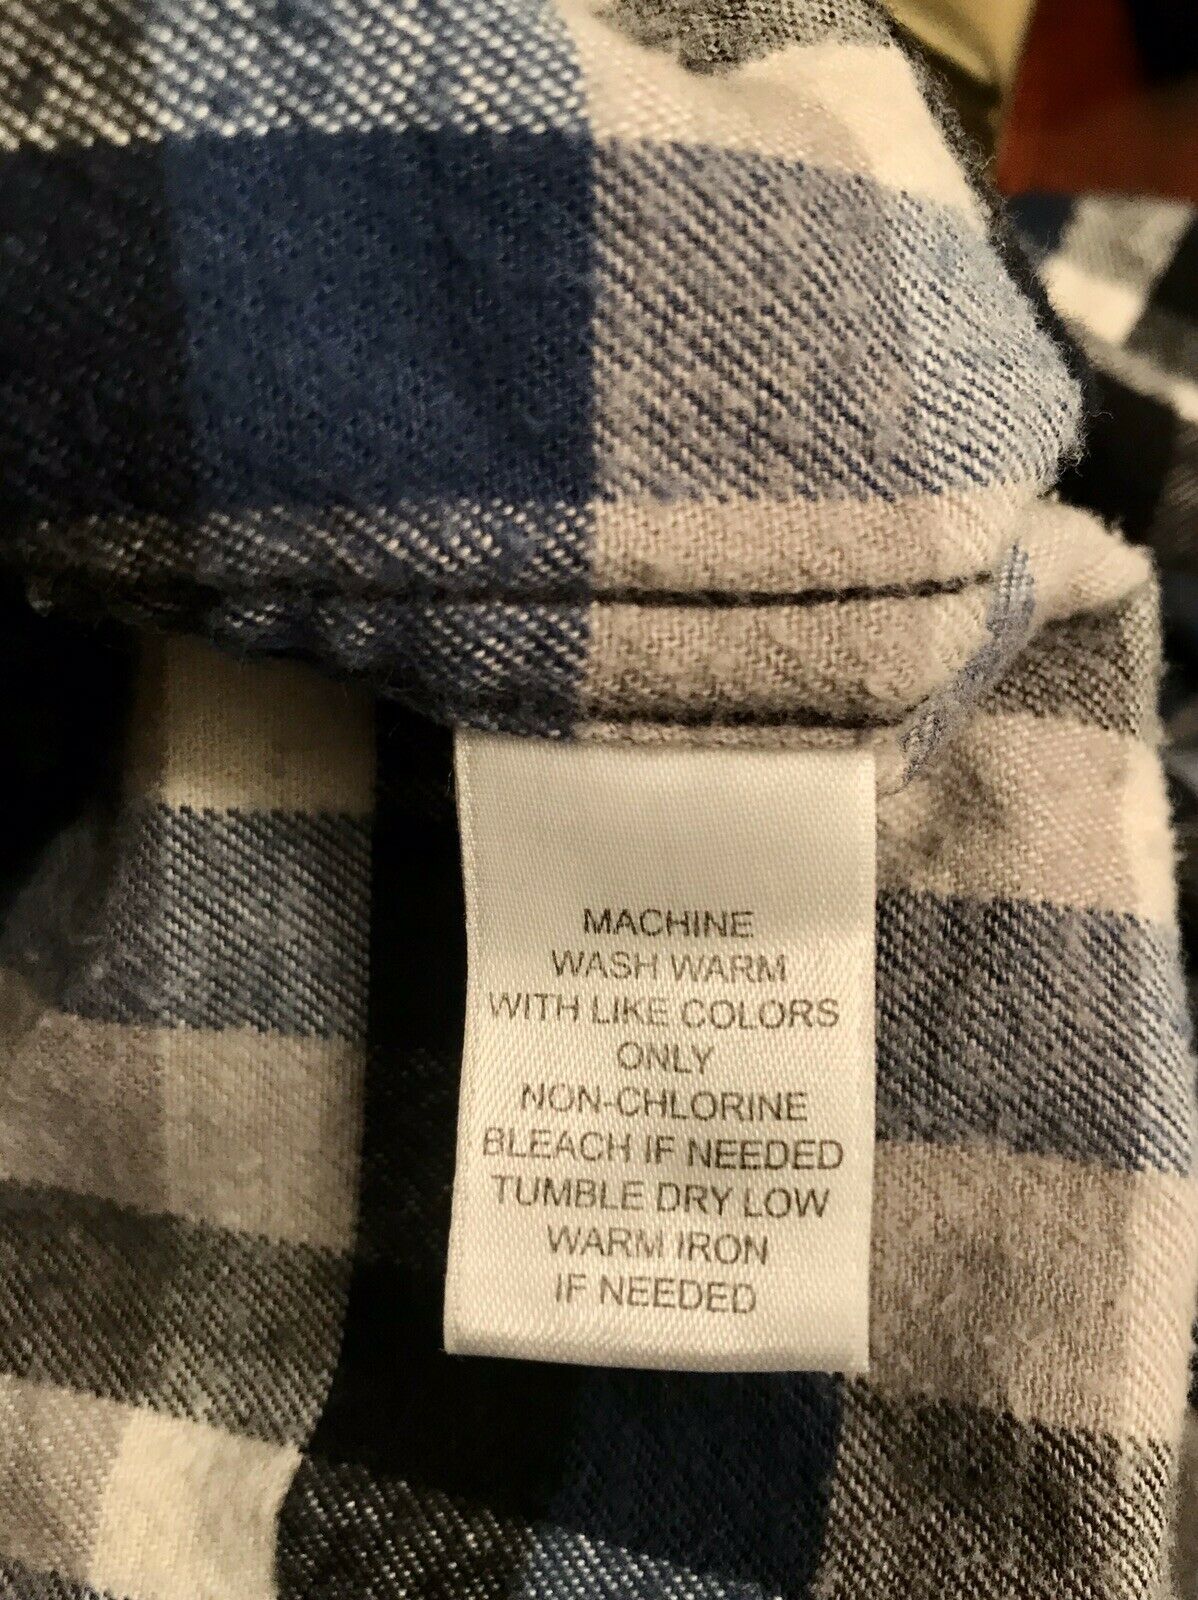 MACHINE
WASH WARM
WITH LIKE COLORS
ONLY
NON-CHLORINE
BLEACH IF NEEDED
TUMBLE DRY LOW
WARM IRON
IF NEEDED